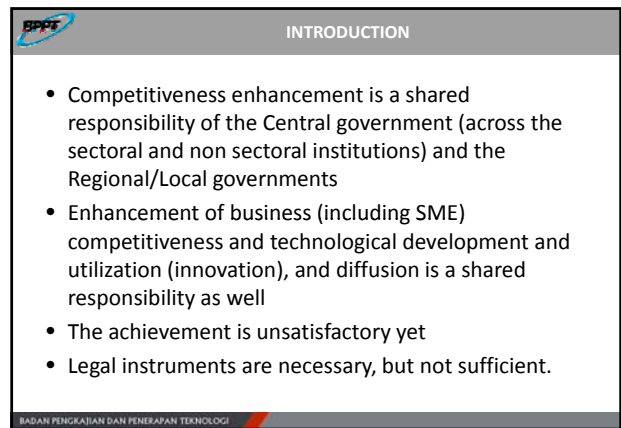 BPPT
INTRODUCTION
• Competitiveness enhancement is a shared
responsibility of the Central government (across the
sectoral and non sectoral institutions) and the
Regional/Local governments
• Enhancement of business (including SME)
competitiveness and technological development and
utilization (innovation), and diffusion is a shared
responsibility as well
• The achievement is unsatisfactory yet
• Legal instruments are necessary, but not sufficient.
BADAN PENGKAJIAN DAN PENERAPAN TEKNOLOGI